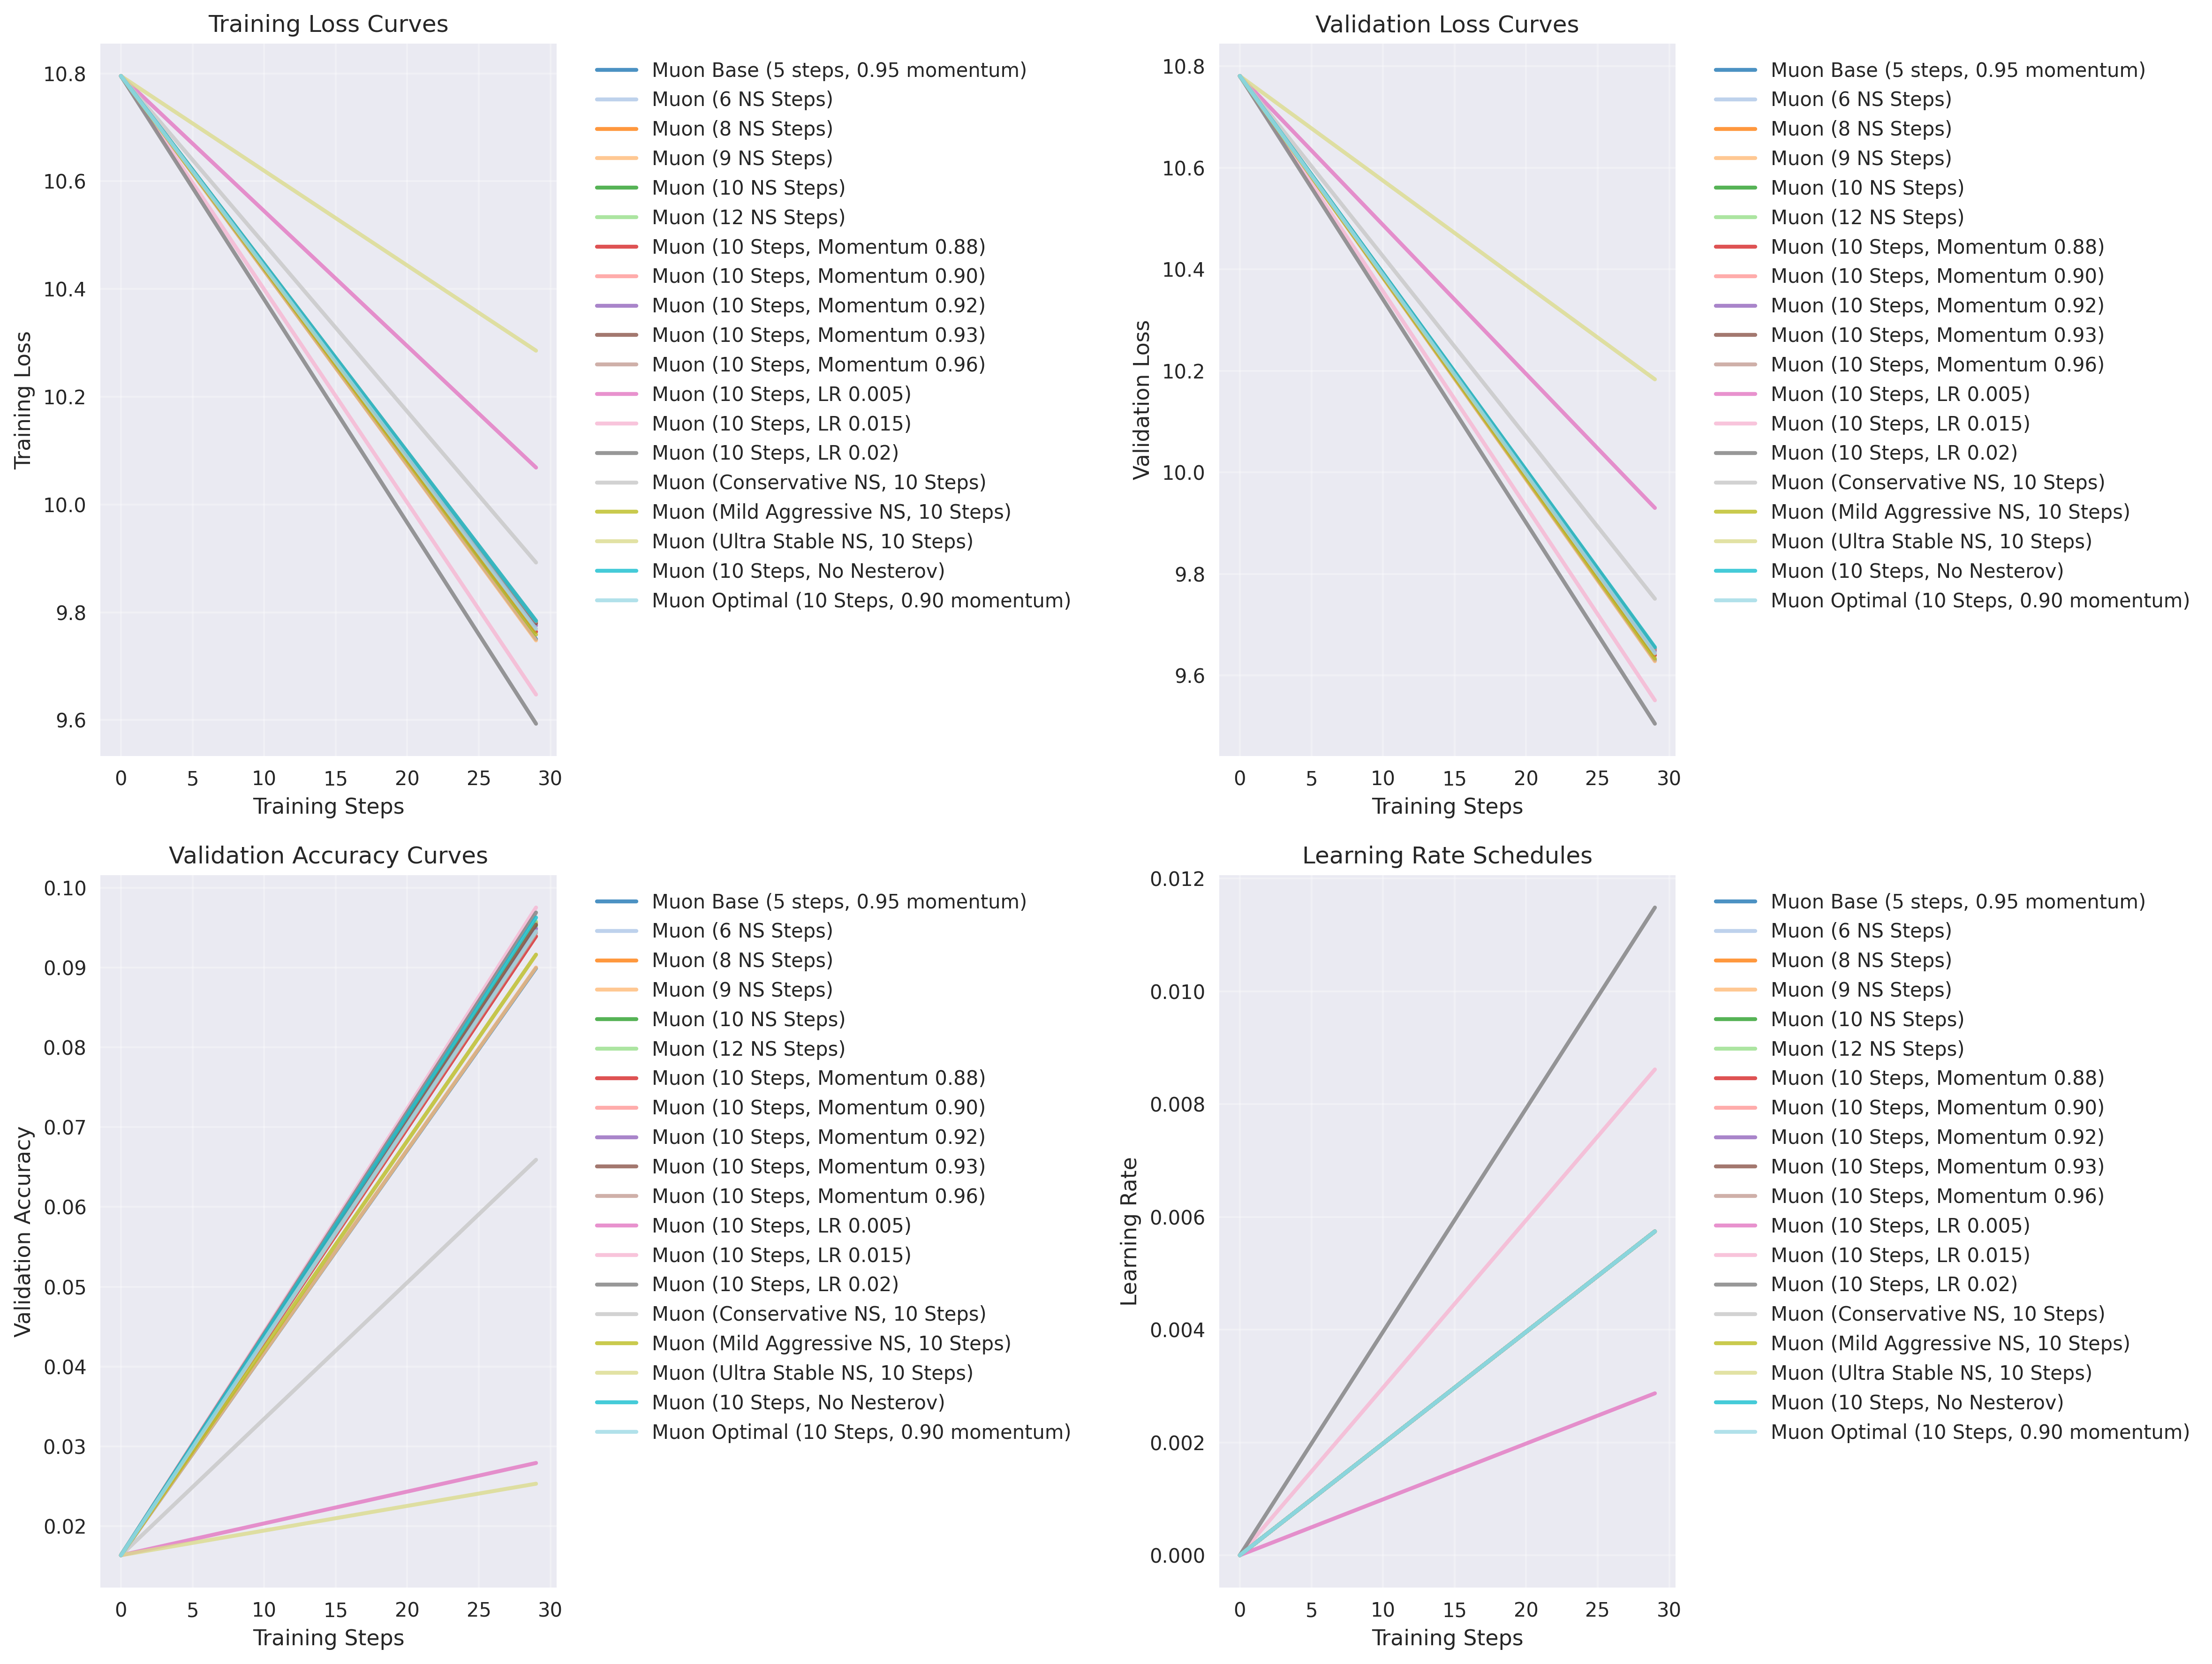 Training Loss Curves
10.8
10.6
10.4
10.2
10.0
9.8
9.6
Training Loss
0 5 10 15 20 25 30
Training Steps
Muon Base (5 steps, 0.95 momentum)
Muon (6 NS Steps)
Muon (8 NS Steps)
Muon (9 NS Steps)
Muon (10 NS Steps)
Muon (12 NS Steps)
Muon (10 Steps, Momentum 0.88)
Muon (10 Steps, Momentum 0.90)
Muon (10 Steps, Momentum 0.92)
Muon (10 Steps, Momentum 0.93)
Muon (10 Steps, Momentum 0.96)
Muon (10 Steps, LR 0.005)
Muon (10 Steps, LR 0.015)
Muon (10 Steps, LR 0.02)
Muon (Conservative NS, 10 Steps)
Muon (Mild Aggressive NS, 10 Steps)
Muon (Ultra Stable NS, 10 Steps)
Muon (10 Steps, No Nesterov)
Muon Optimal (10 Steps, 0.90 momentum)
Validation Loss Curves
10.8
10.6
10.4
10.2
10.0
9.8
9.6
Validation Loss
0 5 10 15 20 25 30
Training Steps
Muon Base (5 steps, 0.95 momentum)
Muon (6 NS Steps)
Muon (8 NS Steps)
Muon (9 NS Steps)
Muon (10 NS Steps)
Muon (12 NS Steps)
Muon (10 Steps, Momentum 0.88)
Muon (10 Steps, Momentum 0.90)
Muon (10 Steps, Momentum 0.92)
Muon (10 Steps, Momentum 0.93)
Muon (10 Steps, Momentum 0.96)
Muon (10 Steps, LR 0.005)
Muon (10 Steps, LR 0.015)
Muon (10 Steps, LR 0.02)
Muon (Conservative NS, 10 Steps)
Muon (Mild Aggressive NS, 10 Steps)
Muon (Ultra Stable NS, 10 Steps)
Muon (10 Steps, No Nesterov)
Muon Optimal (10 Steps, 0.90 momentum)
Validation Accuracy Curves
0.10
0.09
0.08
0.07
0.06
0.05
0.04
0.03
0.02
Validation Accuracy
0 5 10 15 20 25 30
Training Steps
Muon Base (5 steps, 0.95 momentum)
Muon (6 NS Steps)
Muon (8 NS Steps)
Muon (9 NS Steps)
Muon (10 NS Steps)
Muon (12 NS Steps)
Muon (10 Steps, Momentum 0.88)
Muon (10 Steps, Momentum 0.90)
Muon (10 Steps, Momentum 0.92)
Muon (10 Steps, Momentum 0.93)
Muon (10 Steps, Momentum 0.96)
Muon (10 Steps, LR 0.005)
Muon (10 Steps, LR 0.015)
Muon (10 Steps, LR 0.02)
Muon (Conservative NS, 10 Steps)
Muon (Mild Aggressive NS, 10 Steps)
Muon (Ultra Stable NS, 10 Steps)
Muon (10 Steps, No Nesterov)
Muon Optimal (10 Steps, 0.90 momentum)
Learning Rate Schedules
0.012
0.010
0.008
0.006
0.004
0.002
0.000
Learning Rate
0 5 10 15 20 25 30
Training Steps
Muon Base (5 steps, 0.95 momentum)
Muon (6 NS Steps)
Muon (8 NS Steps)
Muon (9 NS Steps)
Muon (10 NS Steps)
Muon (12 NS Steps)
Muon (10 Steps, Momentum 0.88)
Muon (10 Steps, Momentum 0.90)
Muon (10 Steps, Momentum 0.92)
Muon (10 Steps, Momentum 0.93)
Muon (10 Steps, Momentum 0.96)
Muon (10 Steps, LR 0.005)
Muon (10 Steps, LR 0.015)
Muon (10 Steps, LR 0.02)
Muon (Conservative NS, 10 Steps)
Muon (Mild Aggressive NS, 10 Steps)
Muon (Ultra Stable NS, 10 Steps)
Muon (10 Steps, No Nesterov)
Muon Optimal (10 Steps, 0.90 momentum)